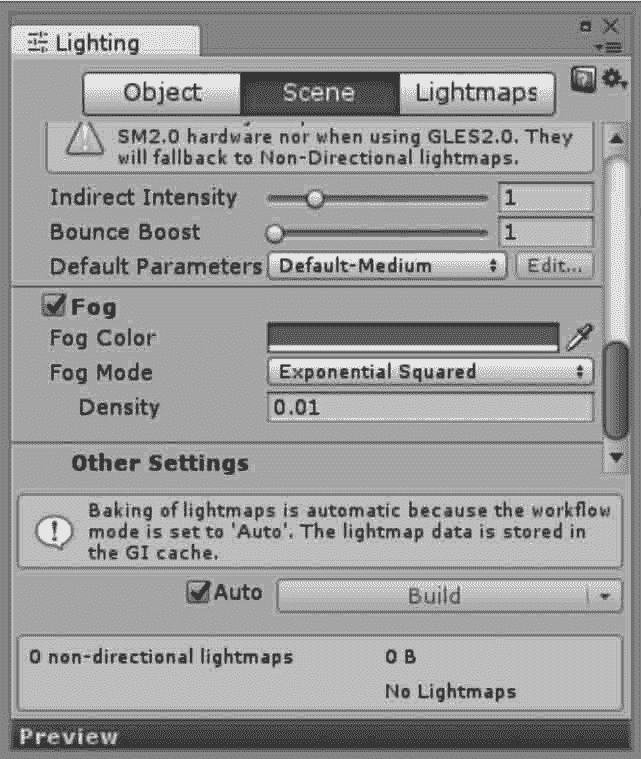 Lighting
Object Scene Lightmaps
SM2.0 hardware nor when using GLES2.0. They
will fallback to Non-Directional lightmaps.
Indirect Intensity 1
Bounce Boost 1
Default Parameters Default-Medium Edit...
Fog
Fog Color
Fog Mode Exponential Squared
Density 0.01
Other Settings
Baking of lightmaps is automatic because the workflow
mode is set to 'Auto'. The lightmap data is stored in
the GI cache.
Auto Build
0 non-directional lightmaps 0 B
No Lightmaps
Preview